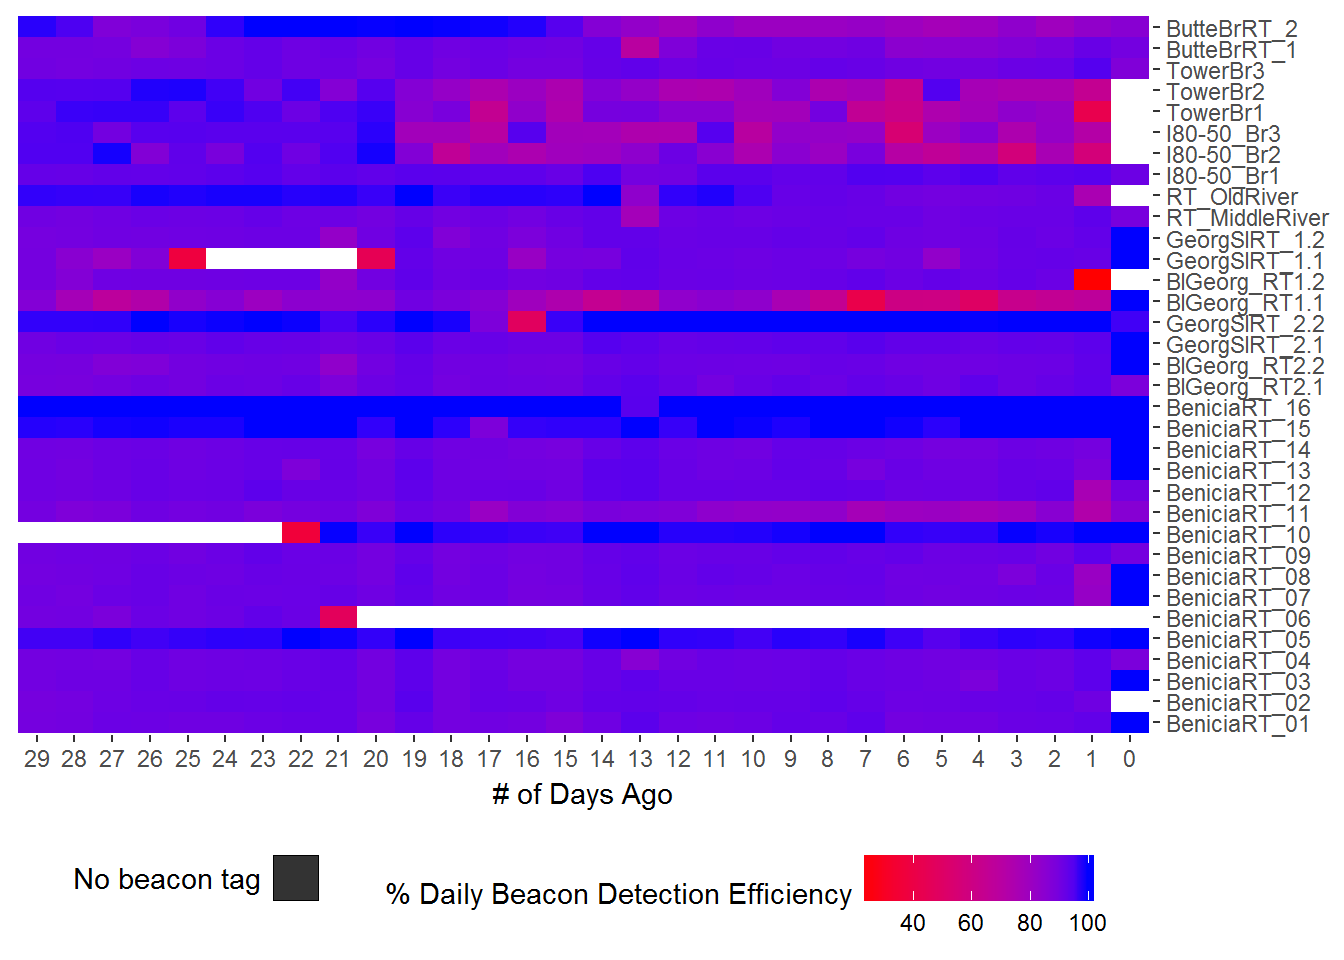 ButteBrRT_2
ButteBrRT_1
TowerBr3
TowerBr2
TowerBr1
I80-50_Br3
I80-50_Br2
I80-50_Br1
RT_OldRiver
RT_MiddleRiver
GeorgSlRT_1.2
GeorgSlRT_1.1
BlGeorg_RT1.2
BlGeorg_RT1.1
GeorgSlRT_2.2
GeorgSlRT_2.1
BlGeorg_RT2.2
BlGeorg_RT2.1
BeniciaRT_16
BeniciaRT_15
BeniciaRT_14
BeniciaRT_13
BeniciaRT_12
BeniciaRT_11
BeniciaRT_10
BeniciaRT_09
BeniciaRT_08
BeniciaRT_07
BeniciaRT_06
BeniciaRT_05
BeniciaRT_04
BeniciaRT_03
BeniciaRT_02
BeniciaRT_01
29 28 27 26 25 24 23 22 21 20 19 18 17 16 15 14 13 12 11 10 9 8 7 6 5 4 3 2 1 0
# of Days Ago
No beacon tag
% Daily Beacon Detection Efficiency
40 60 80 100